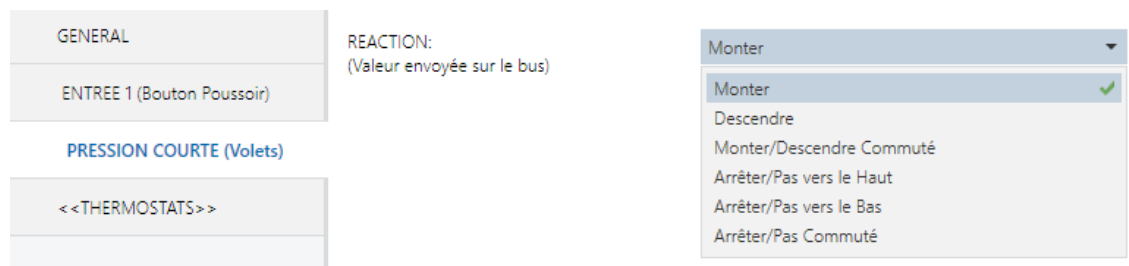 GENERAL
ENTREE 1 (Bouton Poussoir)
PRESSION COURTE (Volets)
<<THERMOSTATS>>
REACTION:
(Valeur envoyée sur le bus)
Monter
Monter
Descendre
Monter/Descendre Commuté
Arrêter/Pas vers le Haut
Arrêter/Pas vers le Bas
Arrêter/Pas Commuté